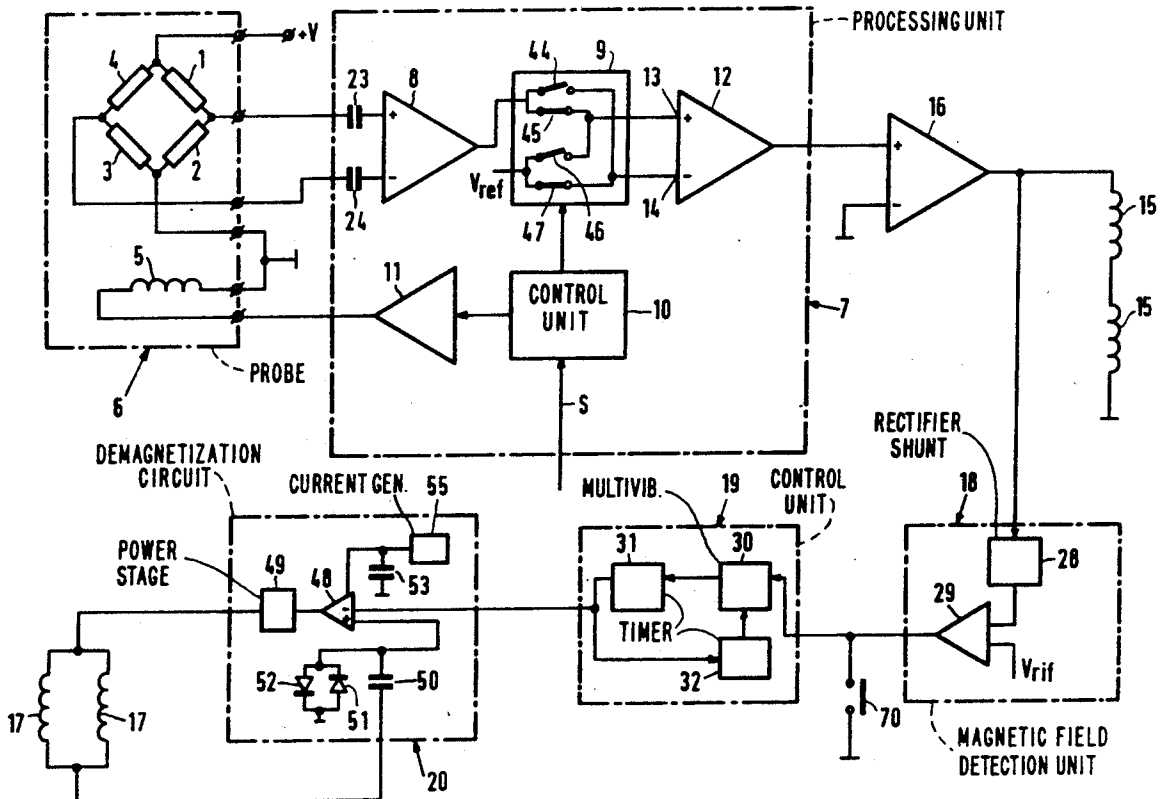 PROCESSING UNIT
+V
4
1
3
2
23
8
+
-
24
44
9
45
Vref
47
46
13
12
+
14
-
16
+
-
15
15
5
11
CONTROL
UNIT
10
7
PROBE
6
S
RECTIFIER
SHUNT
DEMAGNETIZATION
CIRCUIT
CURRENT GEN.
55
MULTIVIB.
19
CONTROL
UNIT
18
POWER
STAGE
49
48
53
-
+
31
30
28
29
TIMER
32
Vrif
52
51
50
17
17
70
20
MAGNETIC FIELD
DETECTION UNIT